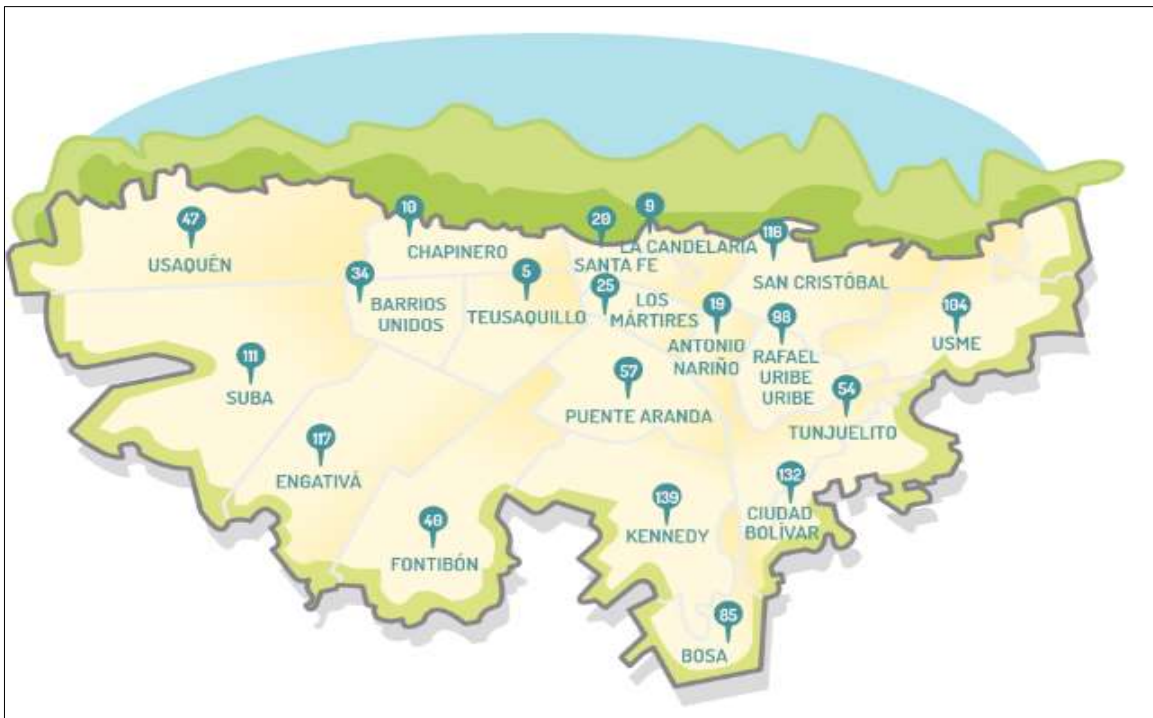 47
USAQUÉN
10
CHAPINERO
20
SANTA FE
9
LA CANDELARIA
116
SAN CRISTÓBAL
34
BARRIOS
UNIDOS
5
TEUSAQUILLO
25
LOS
MÁRTIRES
19
ANTONIO
NARIÑO
98
RAFAEL
URIBE
URIBE
104
USME
111
SUBA
57
PUENTE ARANDA
54
TUNJUELITO
117
ENGATIVÁ
40
FONTIBÓN
139
KENNEDY
132
CIUDAD
BOLÍVAR
85
BOSA